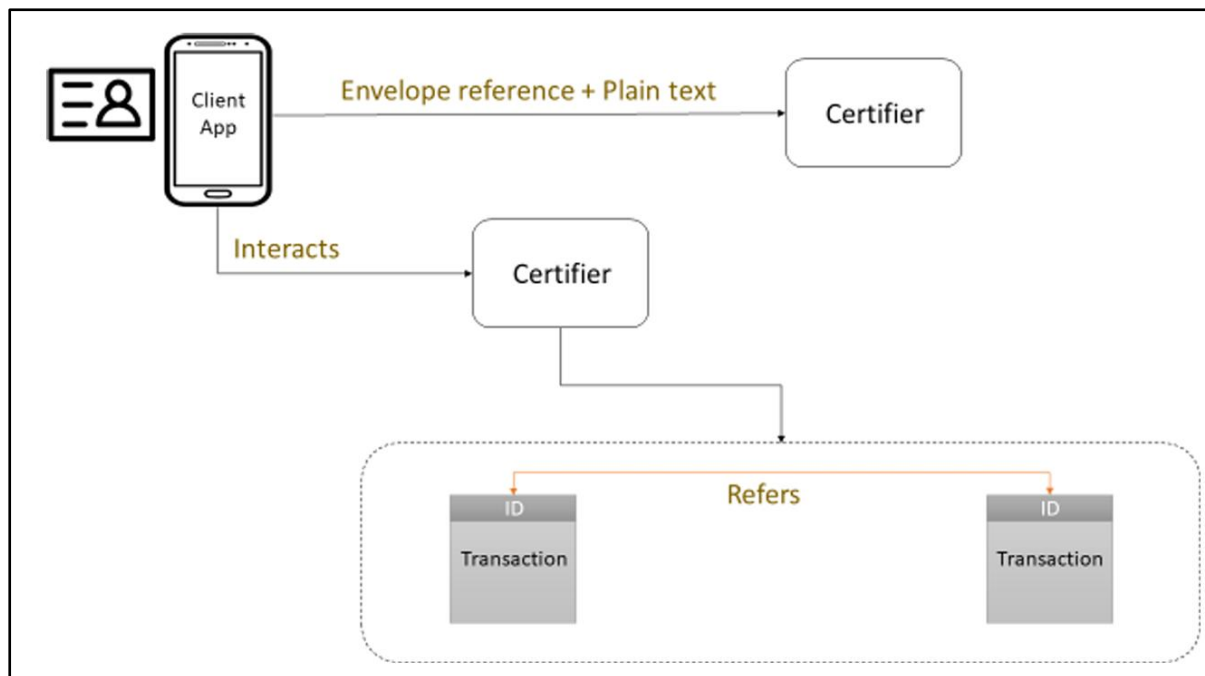 Client
App
Envelope reference + Plain text
Certifier
Interacts
Certifier
Refers
ID
Transaction
ID
Transaction